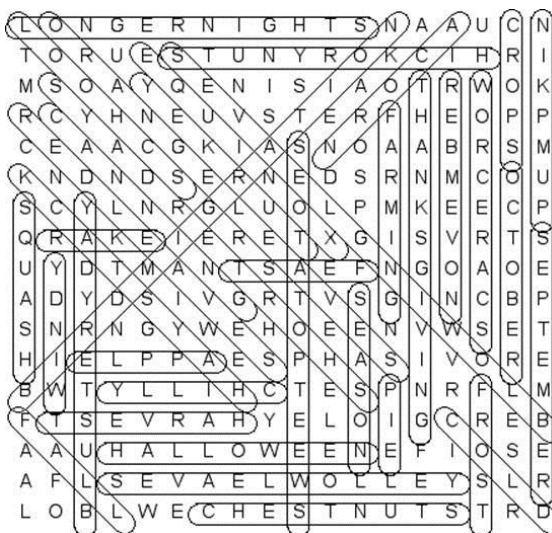 L O N G E R N I G H T S N A A U C N
T O R U E S T U N Y R O K C I H R I
M S O A Y Q E N I S I A O T R W O K
R C Y H N E U V S T E R F H E O P P
C E A A C G K I A S N O A A B R S M
K N D N D S E R N E D S R N M C O U
S C Y L N R G L U O L P M K E E C P
Q R A K E I E R E T X G I S V R T S
U Y D T M A N T S A E F N G O A O E
A D Y D S I V G R T V S G I N C B P
S N R N G Y W E H O E E N V W S E T
H I E L P P A E S P H A S I V O R E
B W T Y L L I H C T E S P N R F L M
F T S E V R A H Y E L O I G C R E B
A A U H A L L O W E E N E F I O S E
A F L S E V A E L W O L L E Y S L R
L O B L W E C H E S T N U T S T R D